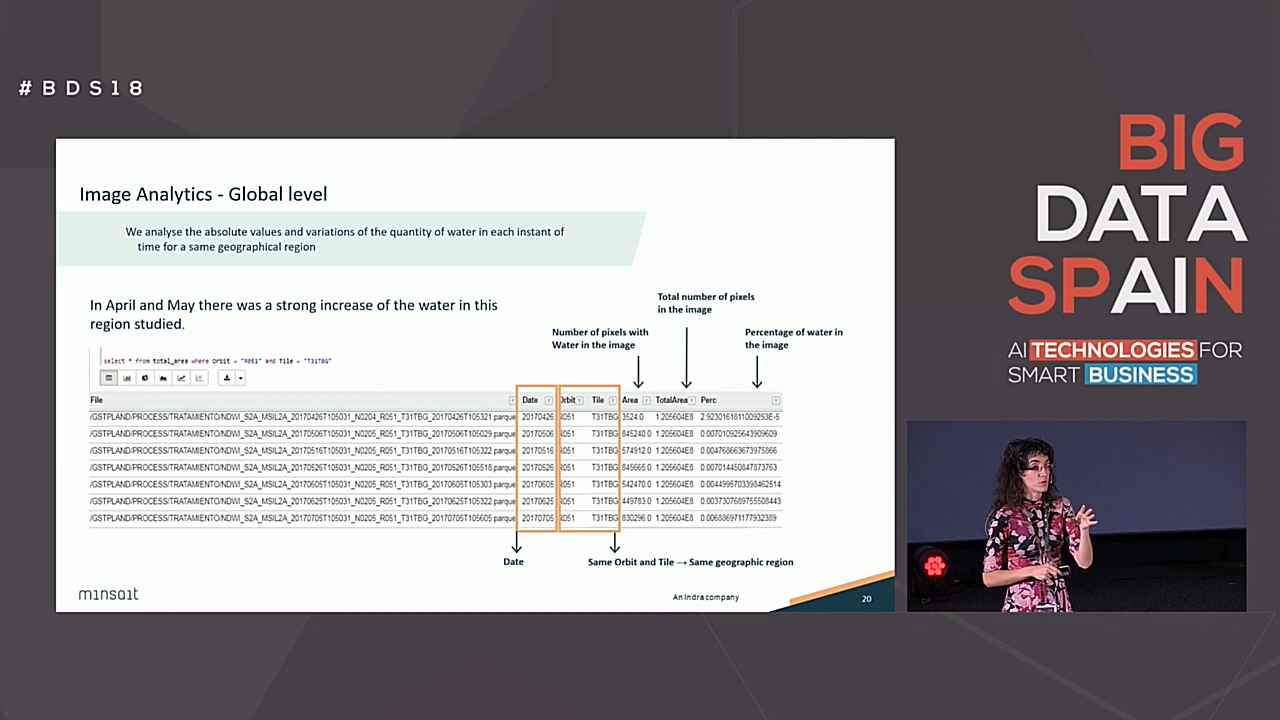 #BDS18
BIG
DATA
SPAIN
AI TECHNOLOGIES FOR
SMART BUSINESS
Image Analytics - Global level
We analyse the absolute values and variations of the quantity of water in each instant of
time for a same geographical region
In April and May there was a strong increase of the water in this
region studied.
Total number of pixels
in the image
Number of pixels with
Water in the image
Percentage of water in
the image
select * from total_area where Orbit = "R051" and Tile = "T31TBG"
File Date Orbit Tile Area TotalArea Perc
/GSTPLAND/PROCESS/TRATAMIENTO/NDWI_S2A_MSIL2A_20170426T105031_N0204_R051_T31TBG_20170426T105321.parque 20170426 R051 T31TBG 3524.0 1.205604E8 2.9230161811009253E-5
/GSTPLAND/PROCESS/TRATAMIENTO/NDWI_S2A_MSIL2A_20170506T105031_N0205_R051_T31TBG_20170506T105029.parque 20170506 R051 T31TBG 845240.0 1.205604E8 0.007010925643909609
/GSTPLAND/PROCESS/TRATAMIENTO/NDWI_S2A_MSIL2A_20170516T105031_N0205_R051_T31TBG_20170516T105322.parque 20170516 R051 T31TBG 574912.0 1.205604E8 0.004768663673975866
/GSTPLAND/PROCESS/TRATAMIENTO/NDWI_S2A_MSIL2A_20170526T105031_N0205_R051_T31TBG_20170526T105518.parque 20170526 R051 T31TBG 845665.0 1.205604E8 0.007014450847873763
/GSTPLAND/PROCESS/TRATAMIENTO/NDWI_S2A_MSIL2A_20170605T105031_N0205_R051_T31TBG_20170605T105303.parque 20170605 R051 T31TBG 542470.0 1.205604E8 0.0044995703398462514
/GSTPLAND/PROCESS/TRATAMIENTO/NDWI_S2A_MSIL2A_20170625T105031_N0205_R051_T31TBG_20170625T105322.parque 20170625 R051 T31TBG 449783.0 1.205604E8 0.0037307689755508443
/GSTPLAND/PROCESS/TRATAMIENTO/NDWI_S2A_MSIL2A_20170705T105031_N0205_R051_T31TBG_20170705T105605.parque 20170705 R051 T31TBG 830296.0 1.205604E8 0.006886971177932389
Date
Same Orbit and Tile → Same geographic region
minsait
An Indra company
20